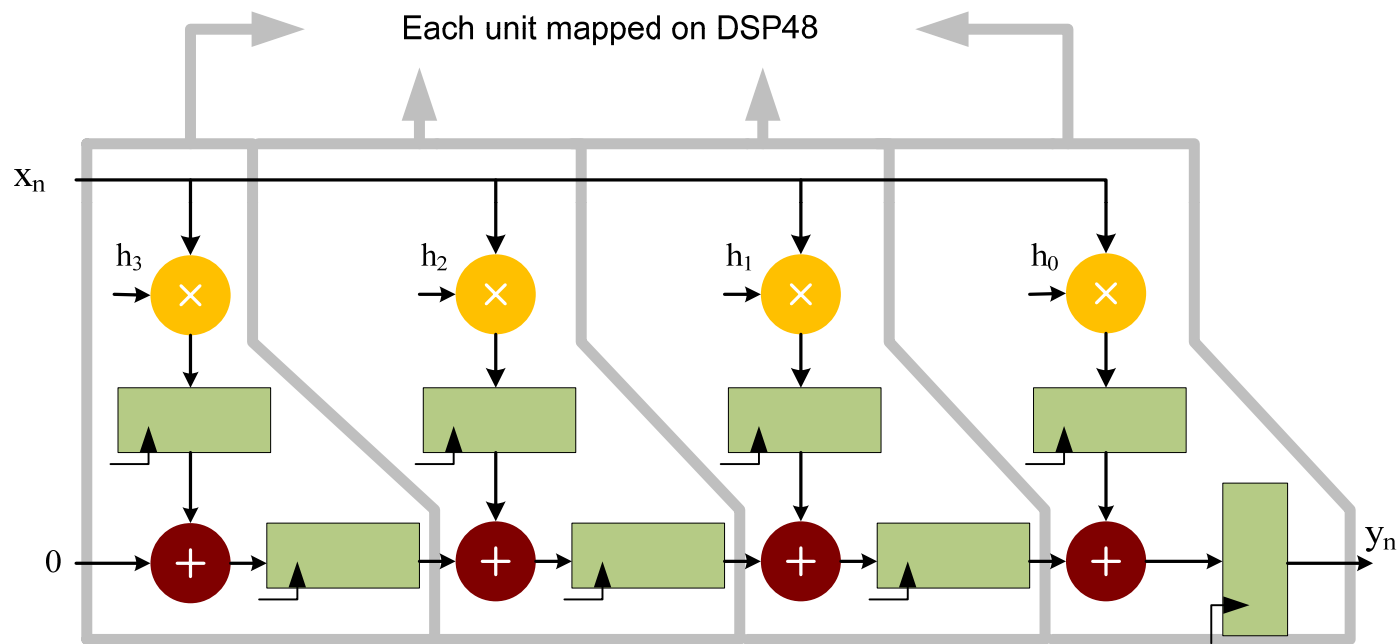 Each unit mapped on DSP48
xₙ
h₃
h₂
h₁
h₀
×
×
×
×
0
+
+
+
+
yₙ